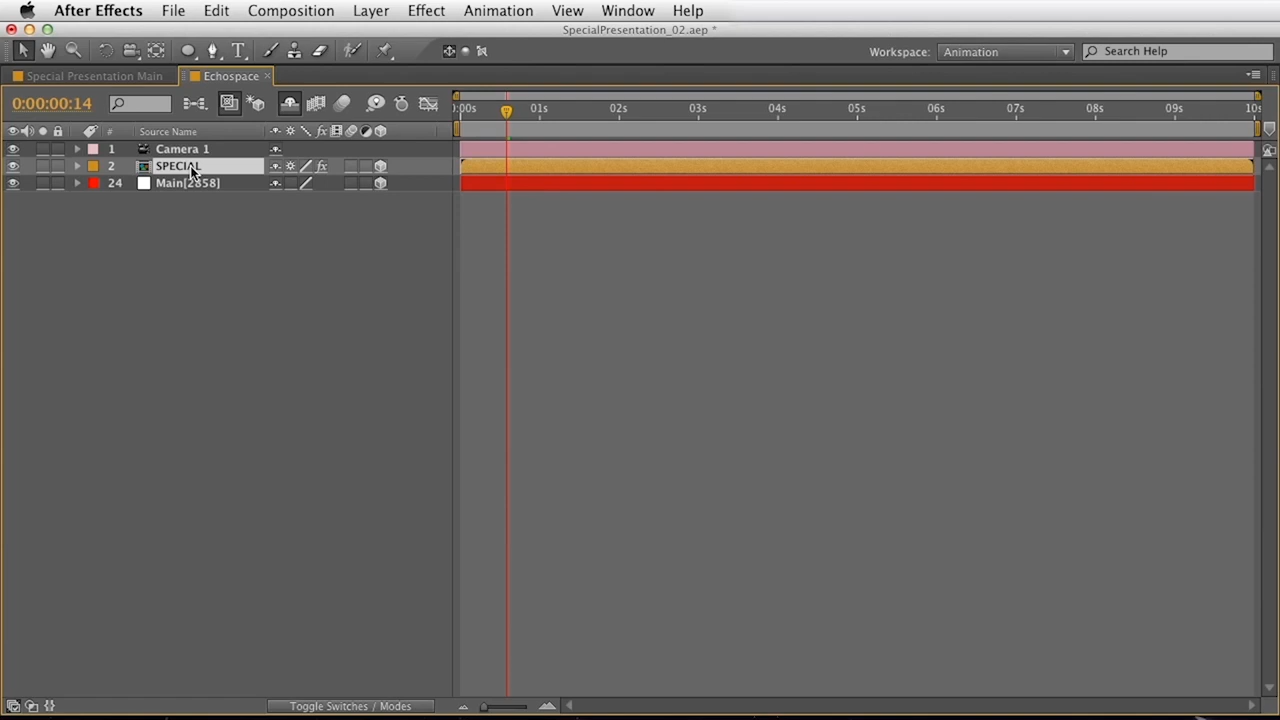 After Effects File Edit Composition Layer Effect Animation View Window Help
SpecialPresentation_02.aep *
Workspace: Animation Search Help
Special Presentation Main Echospace ×
0:00:00:14
:00s 01s 02s 03s 04s 05s 06s 07s 08s 09s 10s
# Source Name fx
1 Camera 1
2 SPECIAL fx
24 Main[2858]
Toggle Switches / Modes